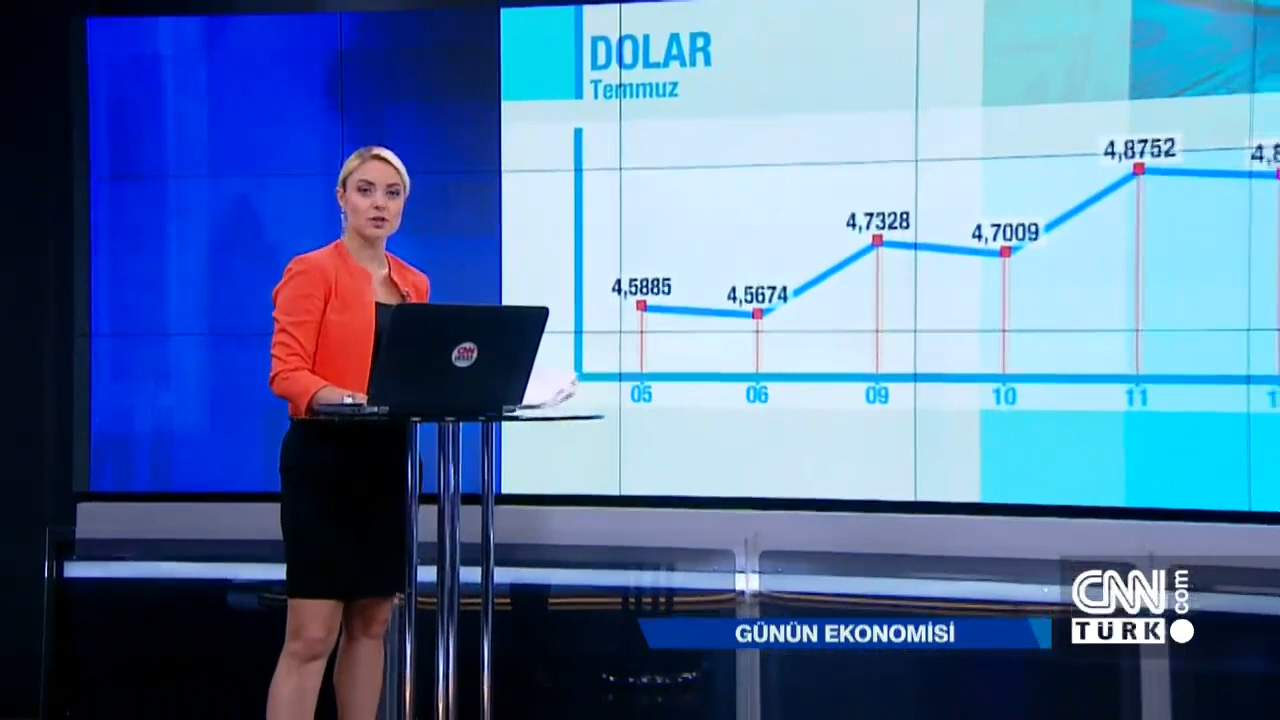 DOLAR
Temmuz
4,5885
4,5674
4,7328
4,7009
4,8752
05
06
09
10
11
CNN
GÜNÜN EKONOMİSİ
CNN
TÜRK
.com